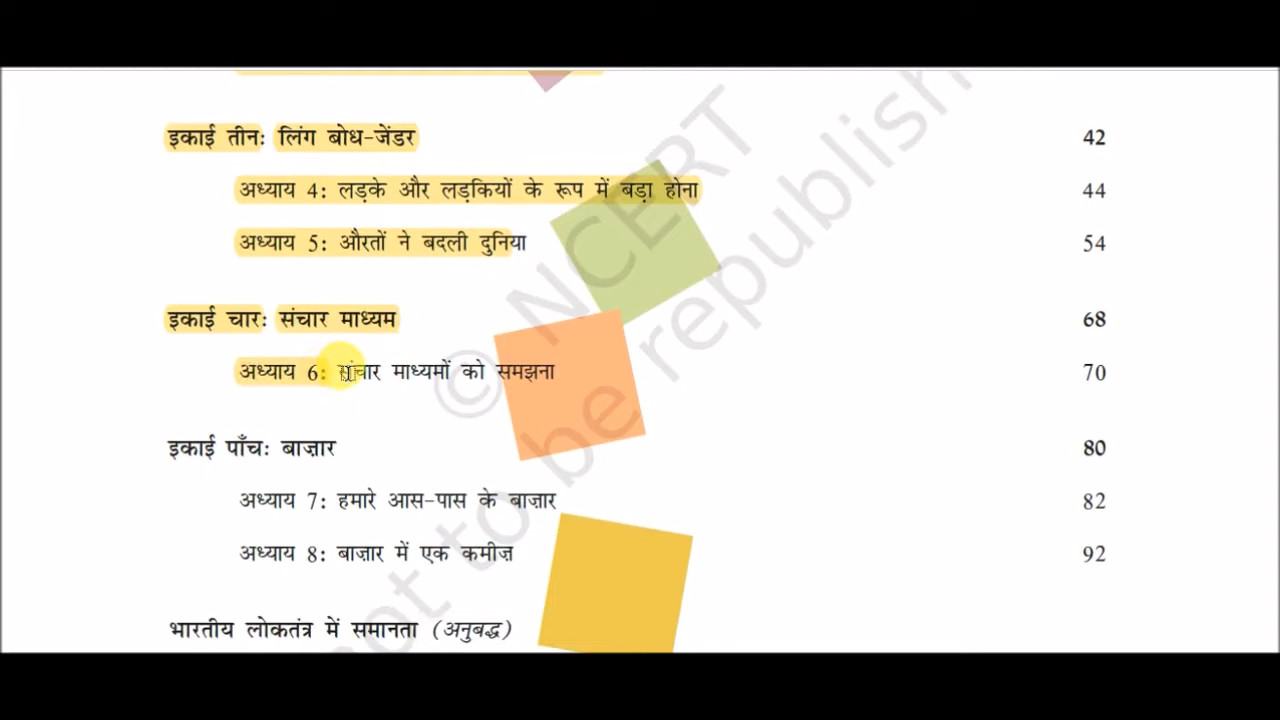 इकाई तीन: लिंग बोध-जेंडर 42
अध्याय 4: लड़के और लड़कियों के रूप में बड़ा होना 44
अध्याय 5: औरतों ने बदली दुनिया 54
इकाई चार: संचार माध्यम 68
अध्याय 6: संचार माध्यमों को समझना 70
इकाई पाँच: बाज़ार 80
अध्याय 7: हमारे आस-पास के बाज़ार 82
अध्याय 8: बाज़ार में एक कमीज़ 92
भारतीय लोकतंत्र में समानता (अनुबद्ध)
© NCERT
not to be republish